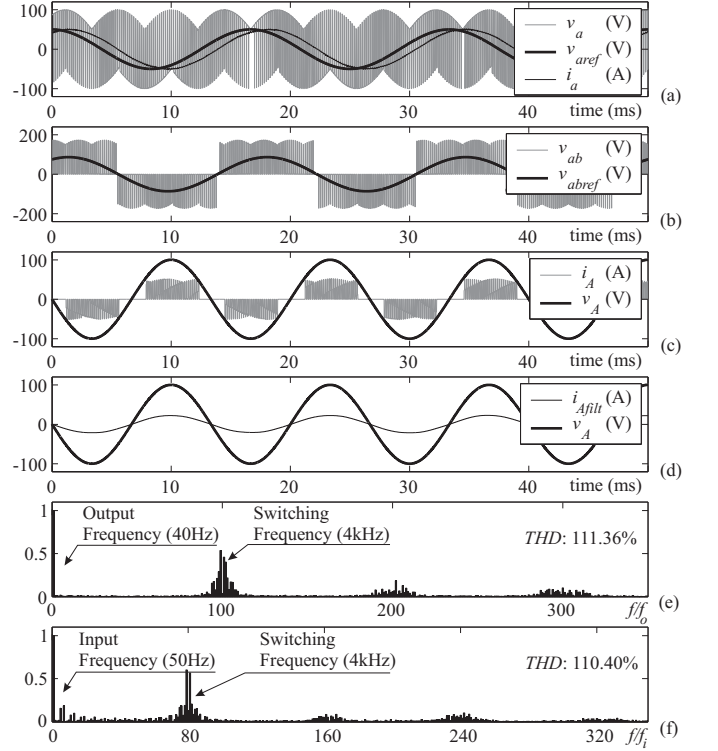 100
0
-100
v_a (V)
v_aref (V)
i_a (A)
0 10 20 30 time (ms)
(a)
200
0
-200
v_ab (V)
v_abref (V)
0 10 20 30 40 time (ms)
(b)
100
0
-100
i_A (A)
v_A (V)
0 10 20 30 40 time (ms)
(c)
100
0
-100
i_Afilt (A)
v_A (V)
0 10 20 30 40 time (ms)
(d)
1
0.5
0
Output
Frequency (40Hz)
Switching
Frequency (4kHz)
THD: 111.36%
0 100 200 300 f/f_o
(e)
1
0.5
0
Input
Frequency (50Hz)
Switching
Frequency (4kHz)
THD: 110.40%
0 80 160 240 320 f/f_i
(f)